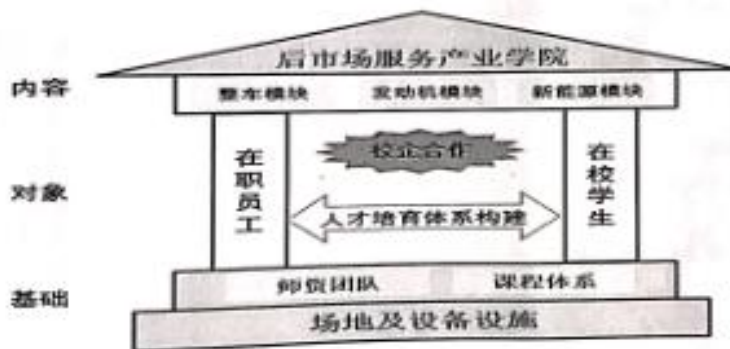 后市场服务产业学院
内容
整车模块 发动机模块 新能源模块
校企合作
对象
在职员工
在校学生
人才培育体系构建
基础
师资团队 课程体系
场地及设备设施